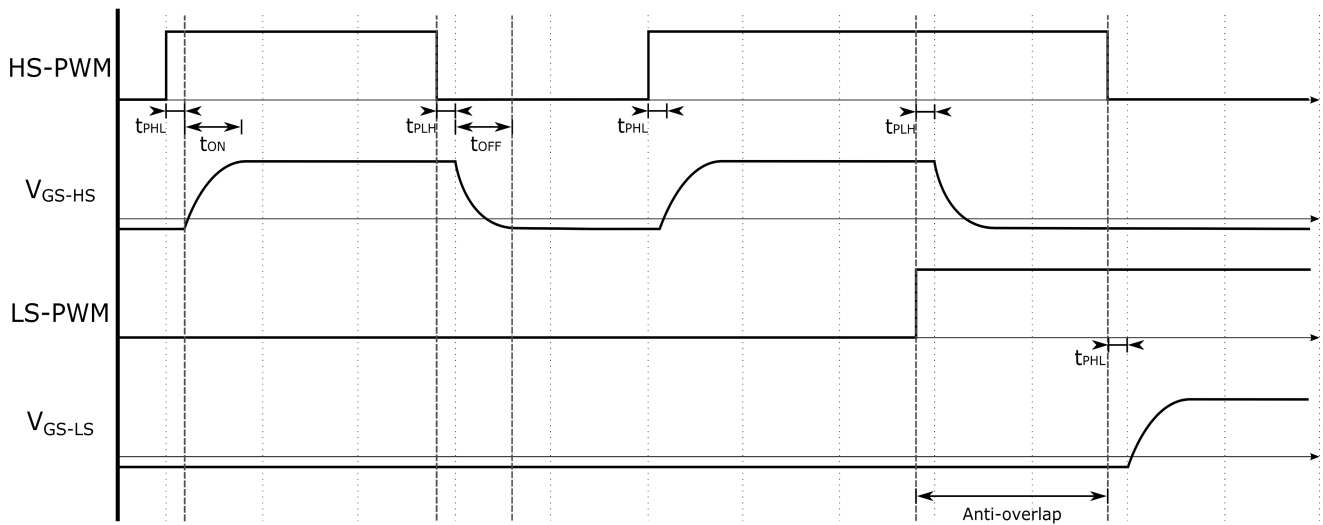 HS-PWM
tPHL
tON
tPLH
tOFF
tPHL
tPLH
VGS-HS
LS-PWM
tPHL
VGS-LS
Anti-overlap